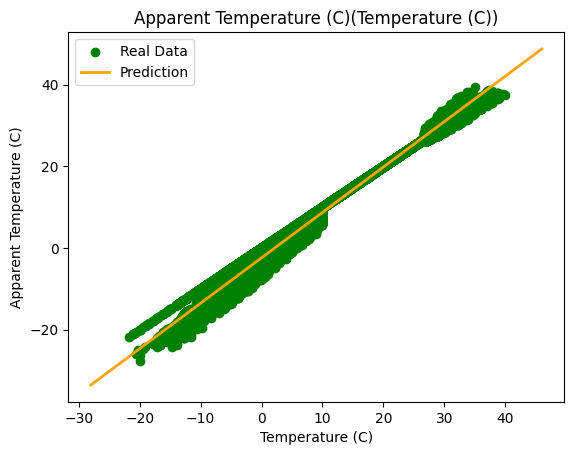 Apparent Temperature (C)(Temperature (C))
Real Data
Prediction
Apparent Temperature (C)
40
20
0
−20
−30
−20
−10
0
10
20
30
40
Temperature (C)